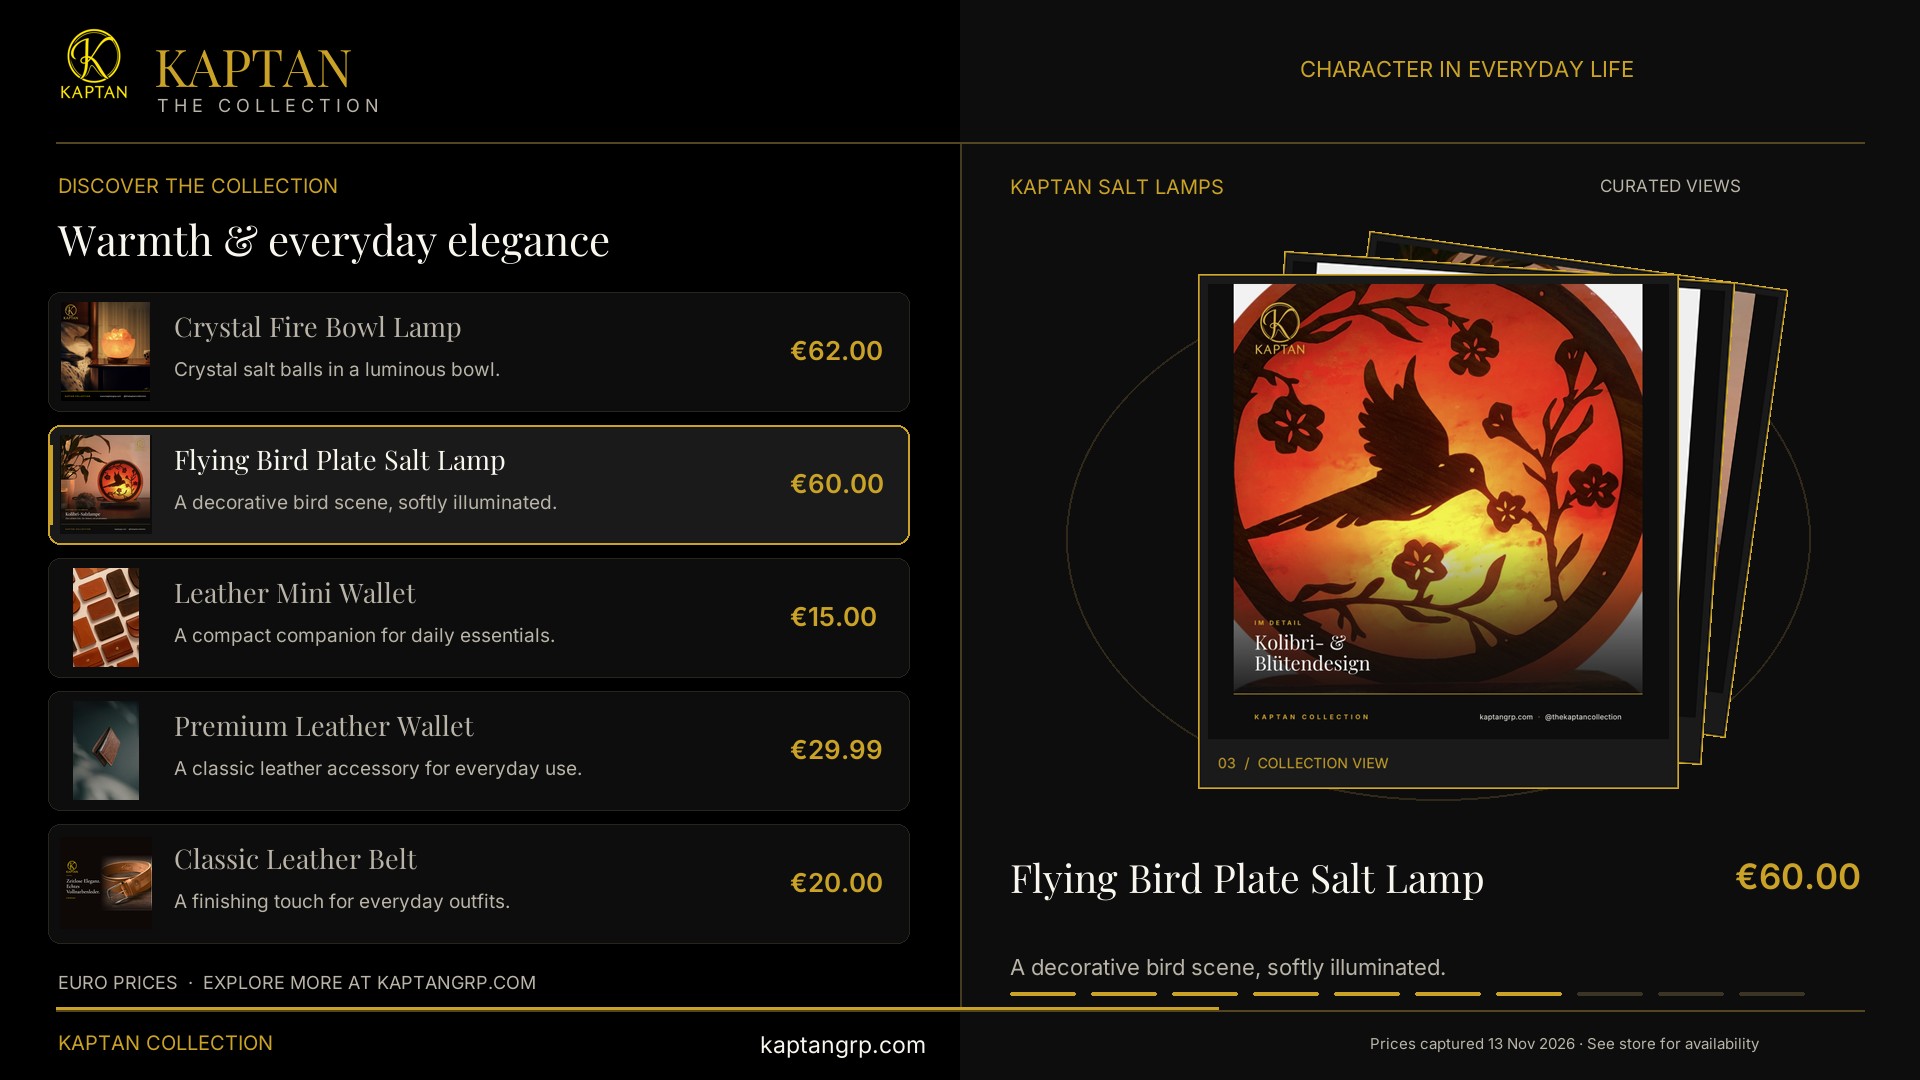 KAPTAN
KAPTAN
THE COLLECTION
CHARACTER IN EVERYDAY LIFE
DISCOVER THE COLLECTION
Warmth & everyday elegance
Crystal Fire Bowl Lamp
Crystal salt balls in a luminous bowl.
€62.00
Flying Bird Plate Salt Lamp
A decorative bird scene, softly illuminated.
€60.00
Leather Mini Wallet
A compact companion for daily essentials.
€15.00
Premium Leather Wallet
A classic leather accessory for everyday use.
€29.99
Classic Leather Belt
A finishing touch for everyday outfits.
€20.00
EURO PRICES · EXPLORE MORE AT KAPTANGRP.COM
KAPTAN SALT LAMPS
CURATED VIEWS
KAPTAN
IM DETAIL
Kolibri- &
Blütendesign
KAPTAN COLLECTION
kaptangrp.com · @thekaptancollection
03 / COLLECTION VIEW
Flying Bird Plate Salt Lamp
€60.00
A decorative bird scene, softly illuminated.
KAPTAN COLLECTION
kaptangrp.com
Prices captured 13 Nov 2026 · See store for availability